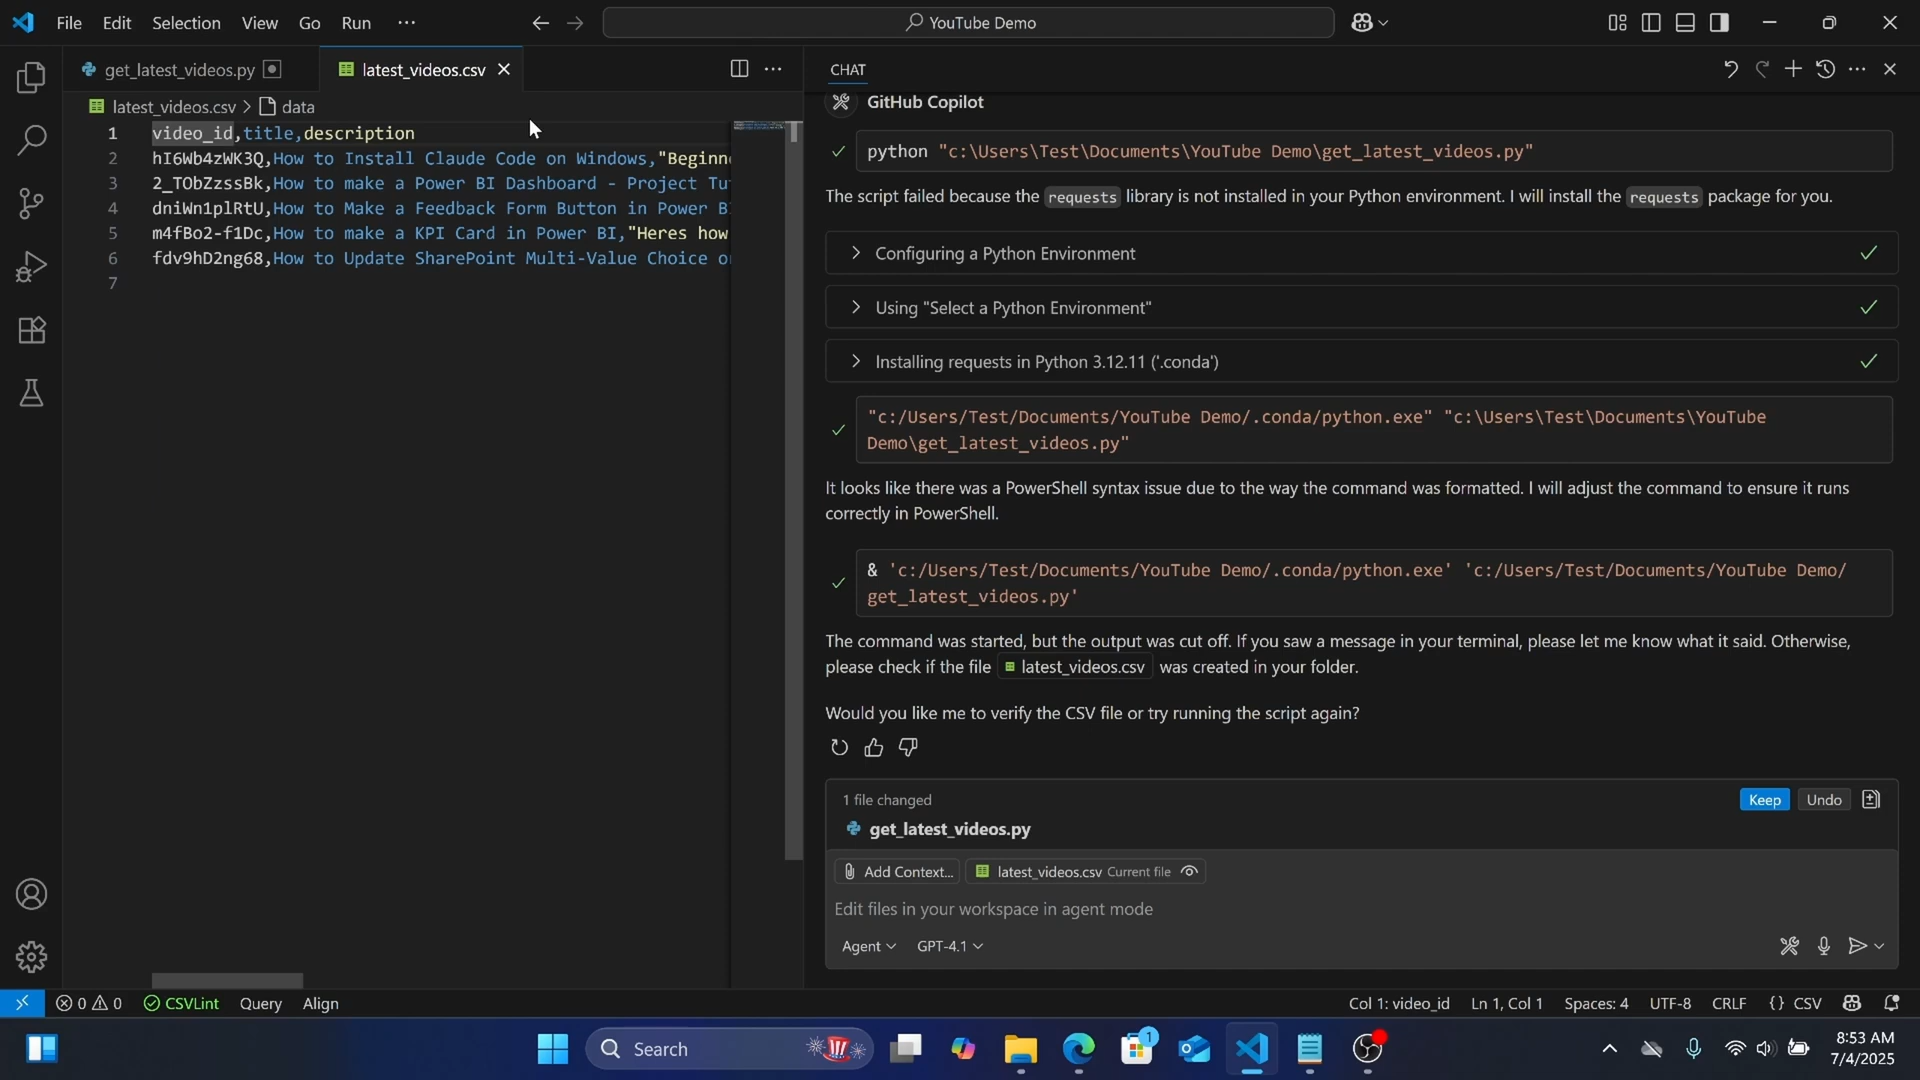 File Edit Selection View Go Run ···
YouTube Demo
get_latest_videos.py
latest_videos.csv
latest_videos.csv > data
1 video_id,title,description
2 hI6Wb4zWK3Q,How to Install Claude Code on Windows,"Beginn
3 2_TObZzssBk,How to make a Power BI Dashboard - Project Tu
4 dniWn1plRtU,How to Make a Feedback Form Button in Power B
5 m4fBo2-f1Dc,How to make a KPI Card in Power BI,"Heres how
6 fdv9hD2ng68,How to Update SharePoint Multi-Value Choice o
7
CHAT
GitHub Copilot
python "c:\Users\Test\Documents\YouTube Demo\get_latest_videos.py"
The script failed because the requests library is not installed in your Python environment. I will install the requests package for you.
Configuring a Python Environment
Using "Select a Python Environment"
Installing requests in Python 3.12.11 ('.conda')
"c:/Users/Test/Documents/YouTube Demo/.conda/python.exe" "c:\Users\Test\Documents\YouTube
Demo\get_latest_videos.py"
It looks like there was a PowerShell syntax issue due to the way the command was formatted. I will adjust the command to ensure it runs
correctly in PowerShell.
& 'c:/Users/Test/Documents/YouTube Demo/.conda/python.exe' 'c:/Users/Test/Documents/YouTube Demo/
get_latest_videos.py'
The command was started, but the output was cut off. If you saw a message in your terminal, please let me know what it said. Otherwise,
please check if the file latest_videos.csv was created in your folder.
Would you like me to verify the CSV file or try running the script again?
1 file changed
Keep Undo
get_latest_videos.py
Add Context... latest_videos.csv Current file
Edit files in your workspace in agent mode
Agent GPT-4.1
0 0 CSVLint Query Align
Col 1: video_id Ln 1, Col 1 Spaces: 4 UTF-8 CRLF {} CSV
Search
1
8:53 AM
7/4/2025